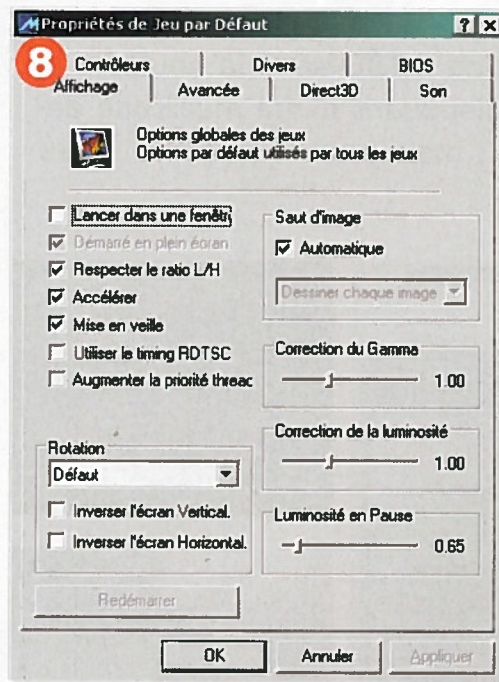 Propriétés de Jeu par Défaut
8
Contrôleurs Divers BIOS
Affichage Avancée Direct3D Son
Options globales des jeux
Options par défaut utilisés par tous les jeux
Lancer dans une fenêtr
Démarré en plein écran
Respecter le ratio L/H
Accélérer
Mise en veille
Utiliser le timing RDTSC
Augmenter la priorité threac
Saut d'image
Automatique
Dessiner chaque image
Correction du Gamma
1.00
Correction de la luminosité
1.00
Luminosité en Pause
0.65
Rotation
Défaut
Inverser l'écran Vertical.
Inverser l'écran Horizontal.
Redémarrer
OK Annuler Appliquer